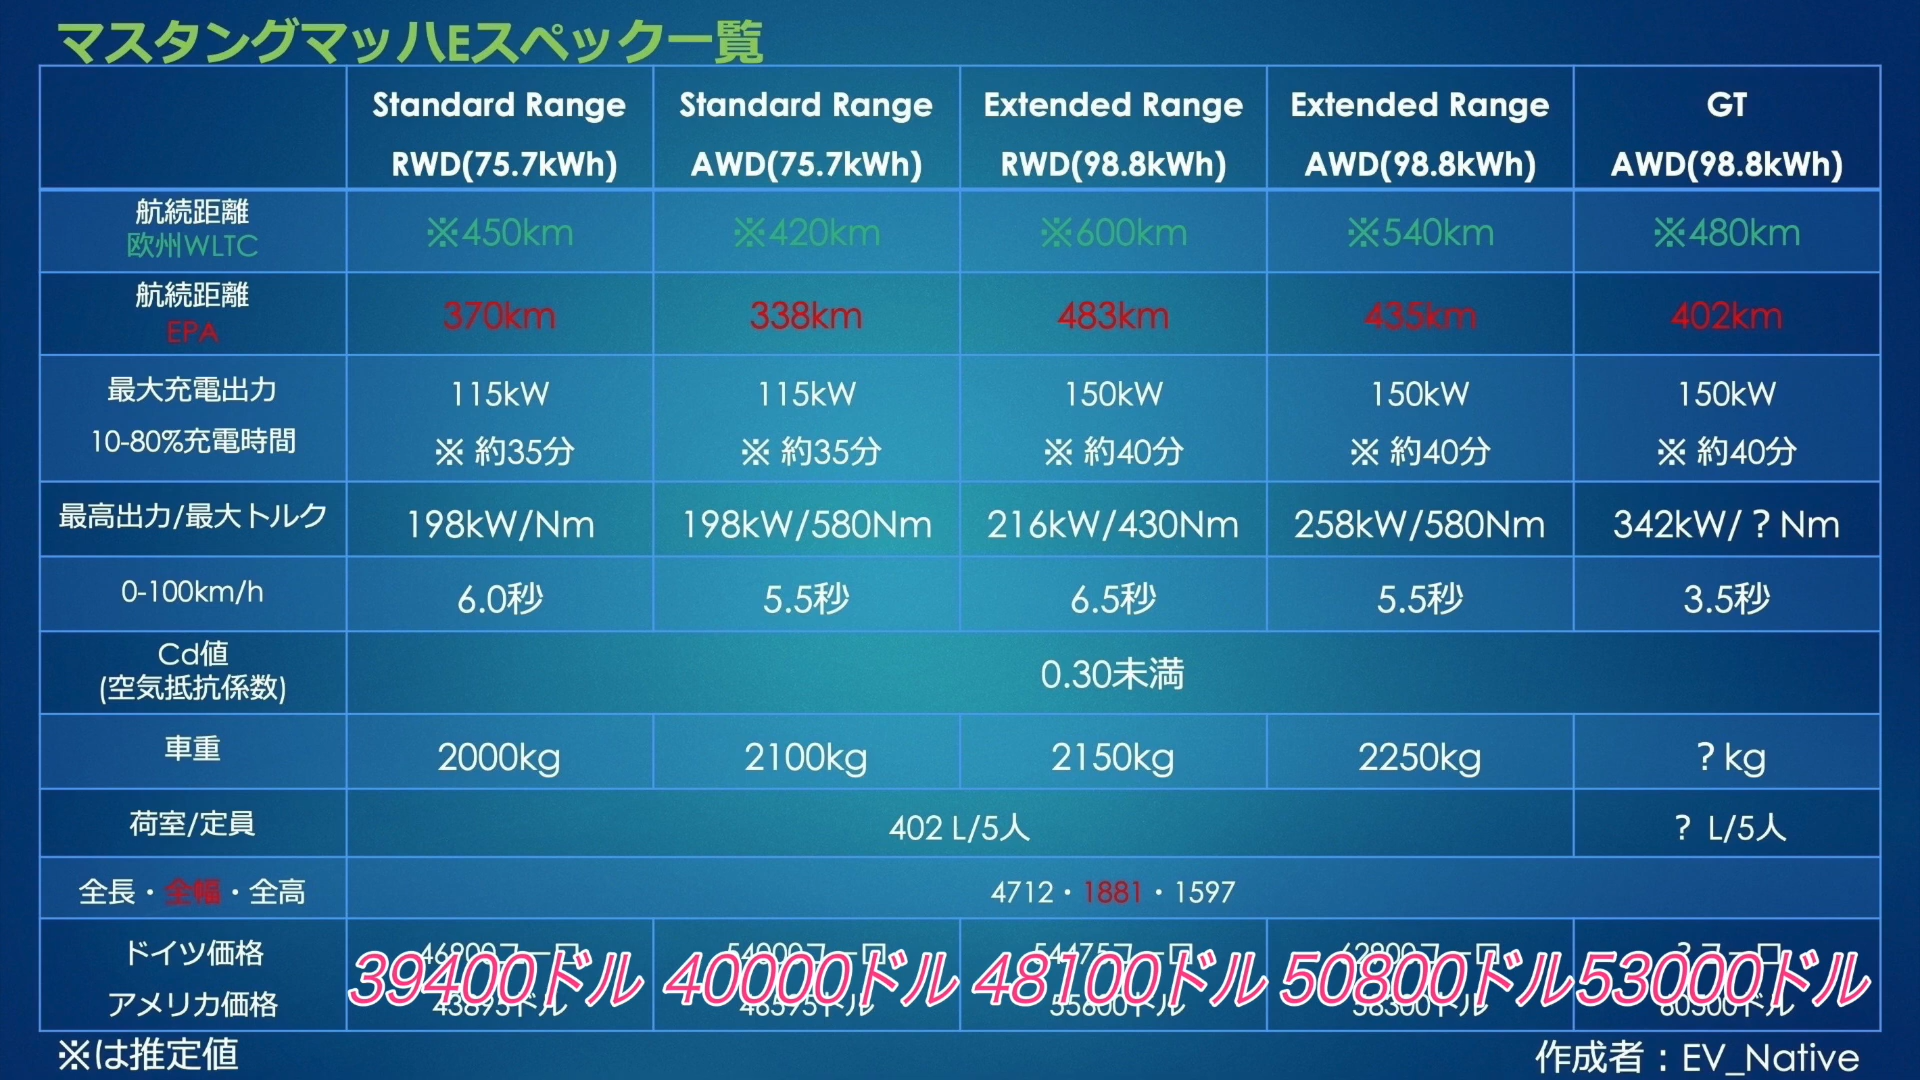 マスタングマッハEスペック一覧
Standard Range RWD(75.7kWh)
Standard Range AWD(75.7kWh)
Extended Range RWD(98.8kWh)
Extended Range AWD(98.8kWh)
GT AWD(98.8kWh)
航続距離 欧州WLTC ※450km ※420km ※600km ※540km ※480km
航続距離 EPA 370km 338km 483km 435km 402km
最大充電出力 115kW 115kW 150kW 150kW 150kW
10-80%充電時間 ※ 約35分 ※ 約35分 ※ 約40分 ※ 約40分 ※ 約40分
最高出力/最大トルク 198kW/Nm 198kW/580Nm 216kW/430Nm 258kW/580Nm 342kW/？Nm
0-100km/h 6.0秒 5.5秒 6.5秒 5.5秒 3.5秒
Cd値 (空気抵抗係数) 0.30未満
車重 2000kg 2100kg 2150kg 2250kg ？kg
荷室/定員 402 L/5人 ？ L/5人
全長・全幅・全高 4712・1881・1597
ドイツ価格
アメリカ価格
39400ドル 40000ドル 48100ドル 50800ドル 53000ドル
※は推定値
作成者：EV_Native